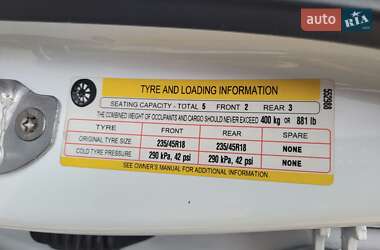 auto RIA.com
TYRE AND LOADING INFORMATION
SEATING CAPACITY - TOTAL 5 FRONT 2 REAR 3
THE COMBINED WEIGHT OF OCCUPANTS AND CARGO SHOULD NEVER EXCEED 400 kg OR 881 lb
TYRE FRONT REAR SPARE
ORIGINAL TYRE SIZE 235/45R18 235/45R18 NONE
COLD TYRE PRESSURE 290 kPa, 42 psi 290 kPa, 42 psi NONE
SEE OWNER'S MANUAL FOR ADDITIONAL INFORMATION